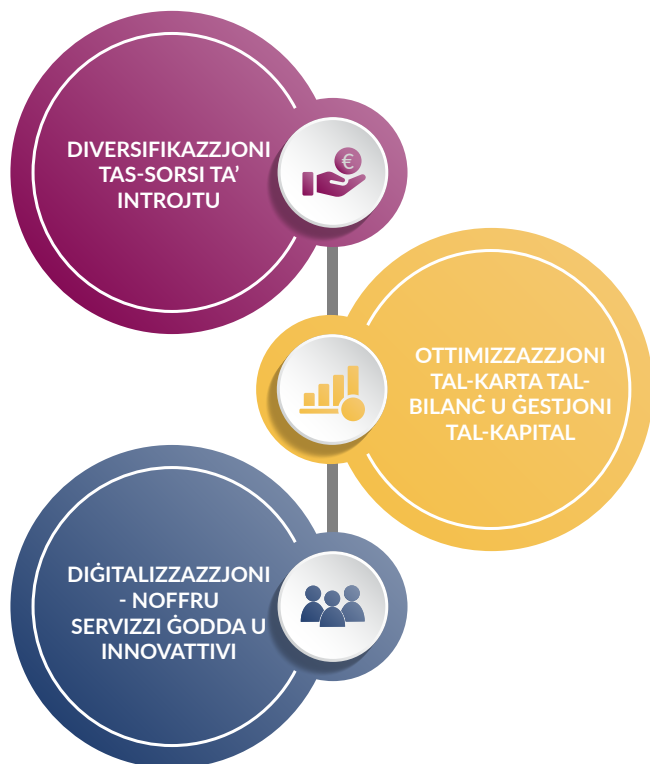 DIVERSIFIKAZZJONI
TAS-SORSI TA'
INTROJTU
€
OTTIMIZZAZZJONI
TAL-KARTA TAL-
BILANĊ U ĠESTJONI
TAL-KAPITAL
DIĠITALIZZAZZJONI
- NOFFRU
SERVIZZI ĠODDA U
INNOVATTIVI